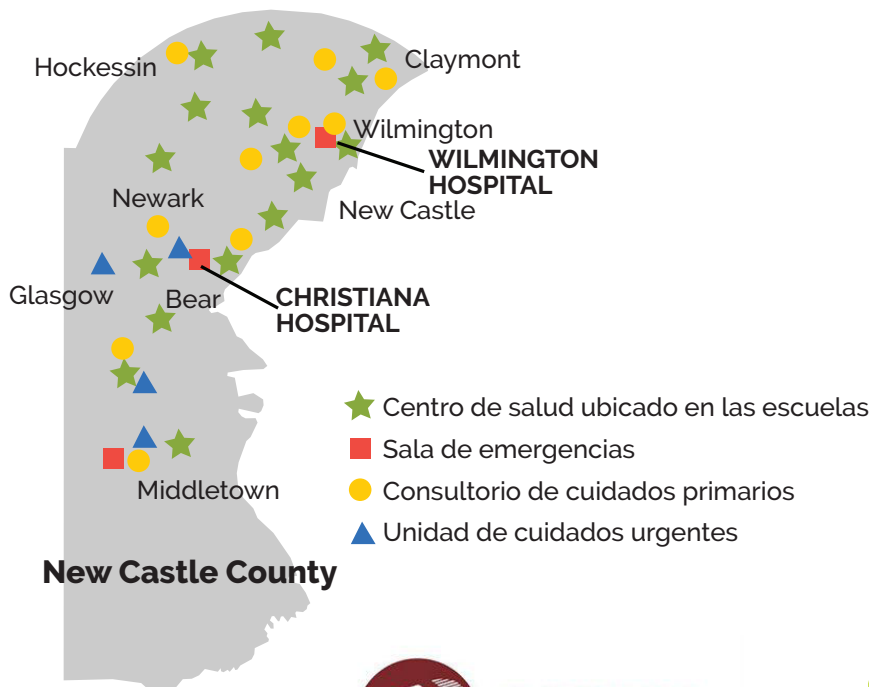 Hockessin
Claymont
Wilmington
WILMINGTON
HOSPITAL
Newark
New Castle
Glasgow
Bear
CHRISTIANA
HOSPITAL
Centro de salud ubicado en las escuelas
Sala de emergencias
Consultorio de cuidados primarios
Unidad de cuidados urgentes
Middletown
New Castle County